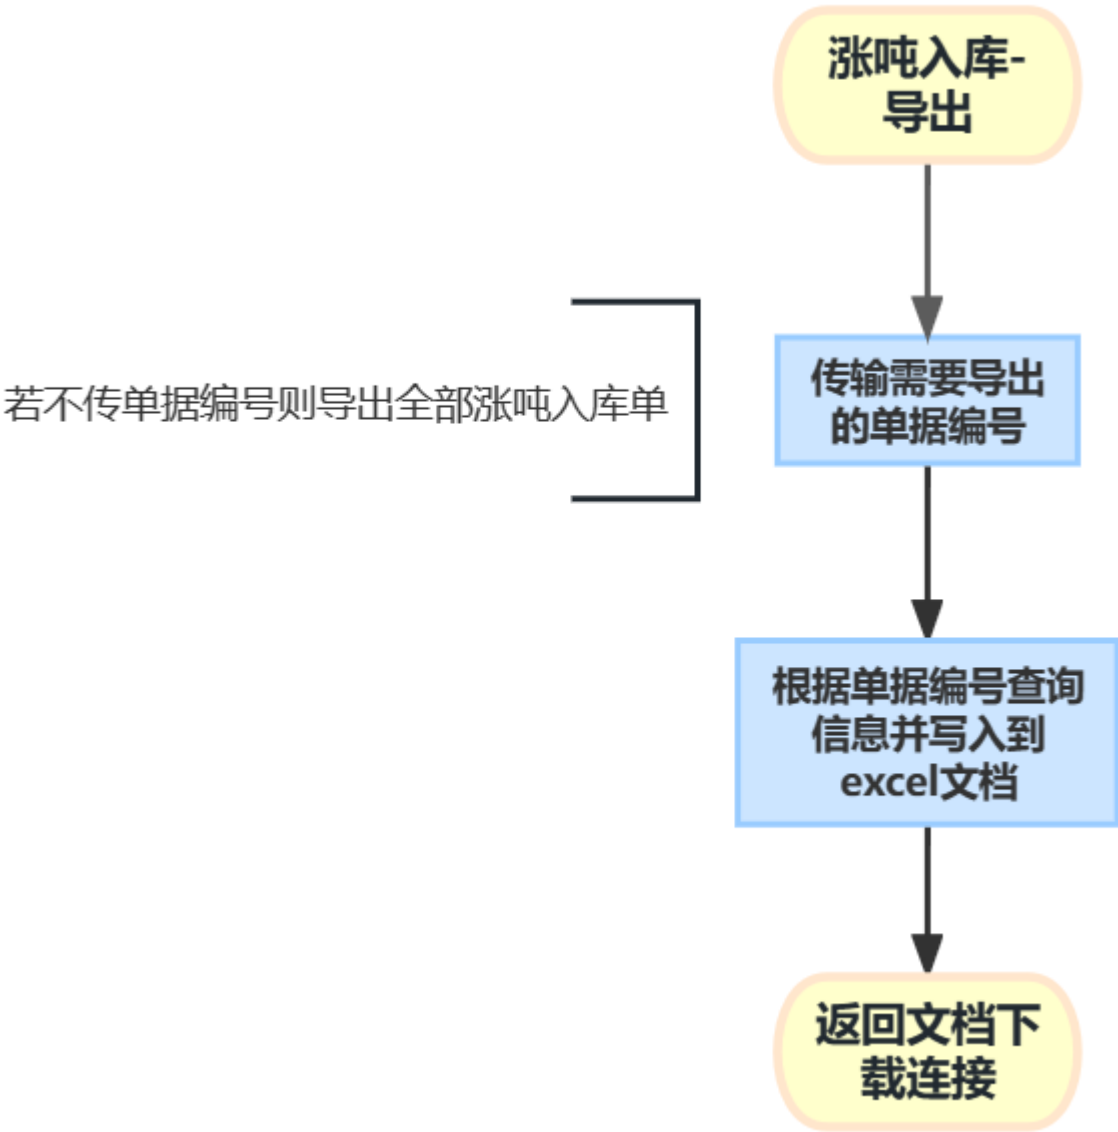 涨吨入库-
导出
传输需要导出
的单据编号
若不传单据编号则导出全部涨吨入库单
根据单据编号查询
信息并写入到
excel文档
返回文档下
载连接